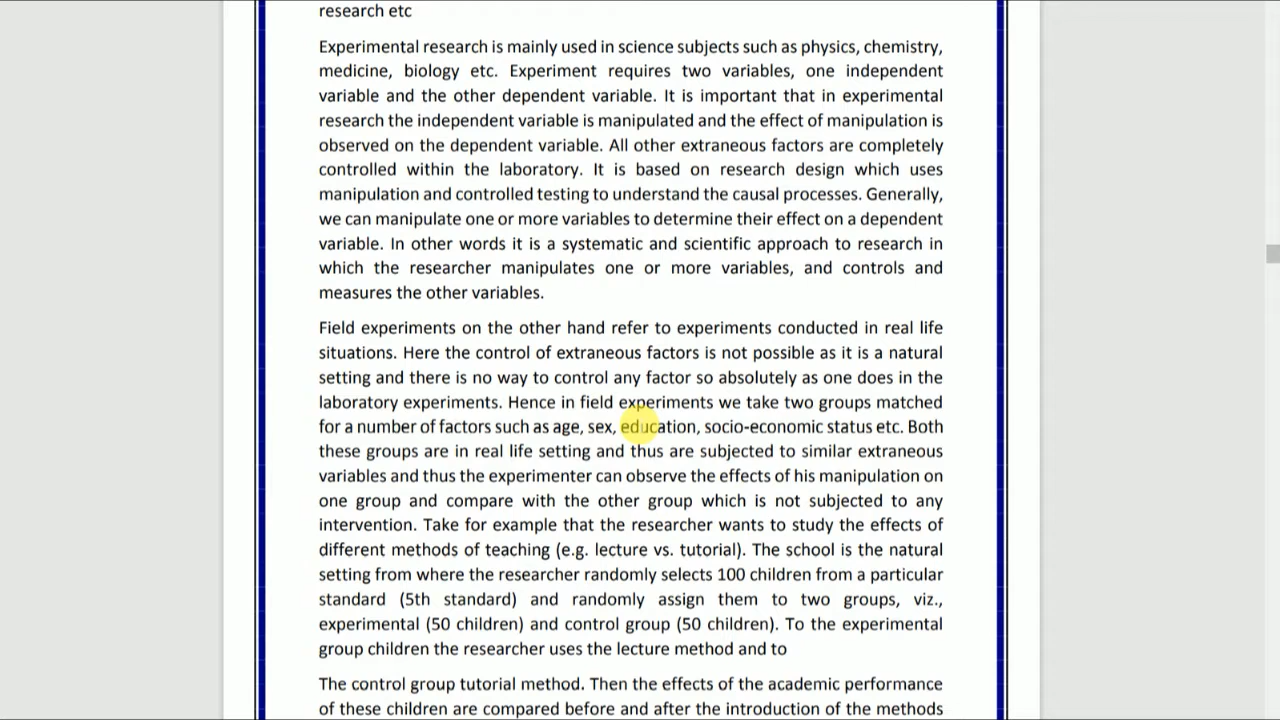 research etc
Experimental research is mainly used in science subjects such as physics, chemistry,
medicine, biology etc. Experiment requires two variables, one independent
variable and the other dependent variable. It is important that in experimental
research the independent variable is manipulated and the effect of manipulation is
observed on the dependent variable. All other extraneous factors are completely
controlled within the laboratory. It is based on research design which uses
manipulation and controlled testing to understand the causal processes. Generally,
we can manipulate one or more variables to determine their effect on a dependent
variable. In other words it is a systematic and scientific approach to research in
which the researcher manipulates one or more variables, and controls and
measures the other variables.
Field experiments on the other hand refer to experiments conducted in real life
situations. Here the control of extraneous factors is not possible as it is a natural
setting and there is no way to control any factor so absolutely as one does in the
laboratory experiments. Hence in field experiments we take two groups matched
for a number of factors such as age, sex, education, socio-economic status etc. Both
these groups are in real life setting and thus are subjected to similar extraneous
variables and thus the experimenter can observe the effects of his manipulation on
one group and compare with the other group which is not subjected to any
intervention. Take for example that the researcher wants to study the effects of
different methods of teaching (e.g. lecture vs. tutorial). The school is the natural
setting from where the researcher randomly selects 100 children from a particular
standard (5th standard) and randomly assign them to two groups, viz.,
experimental (50 children) and control group (50 children). To the experimental
group children the researcher uses the lecture method and to
The control group tutorial method. Then the effects of the academic performance
of these children are compared before and after the introduction of the methods